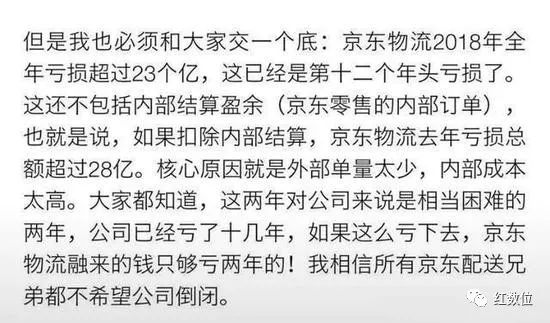 但是我也必须和大家交一个底：京东物流2018年全
年亏损超过23个亿，这已经是第十二个年头亏损了。
这还不包括内部结算盈余（京东零售的内部订单），
也就是说，如果扣除内部结算，京东物流去年亏损总
额超过28亿。核心原因就是外部单量太少，内部成本
太高。大家都知道，这两年对公司来说是相当困难的
两年，公司已经亏了十几年，如果这么亏下去，京东
物流融来的钱只够亏两年的！我相信所有京东配送兄
弟都不希望公司倒闭。
红数位